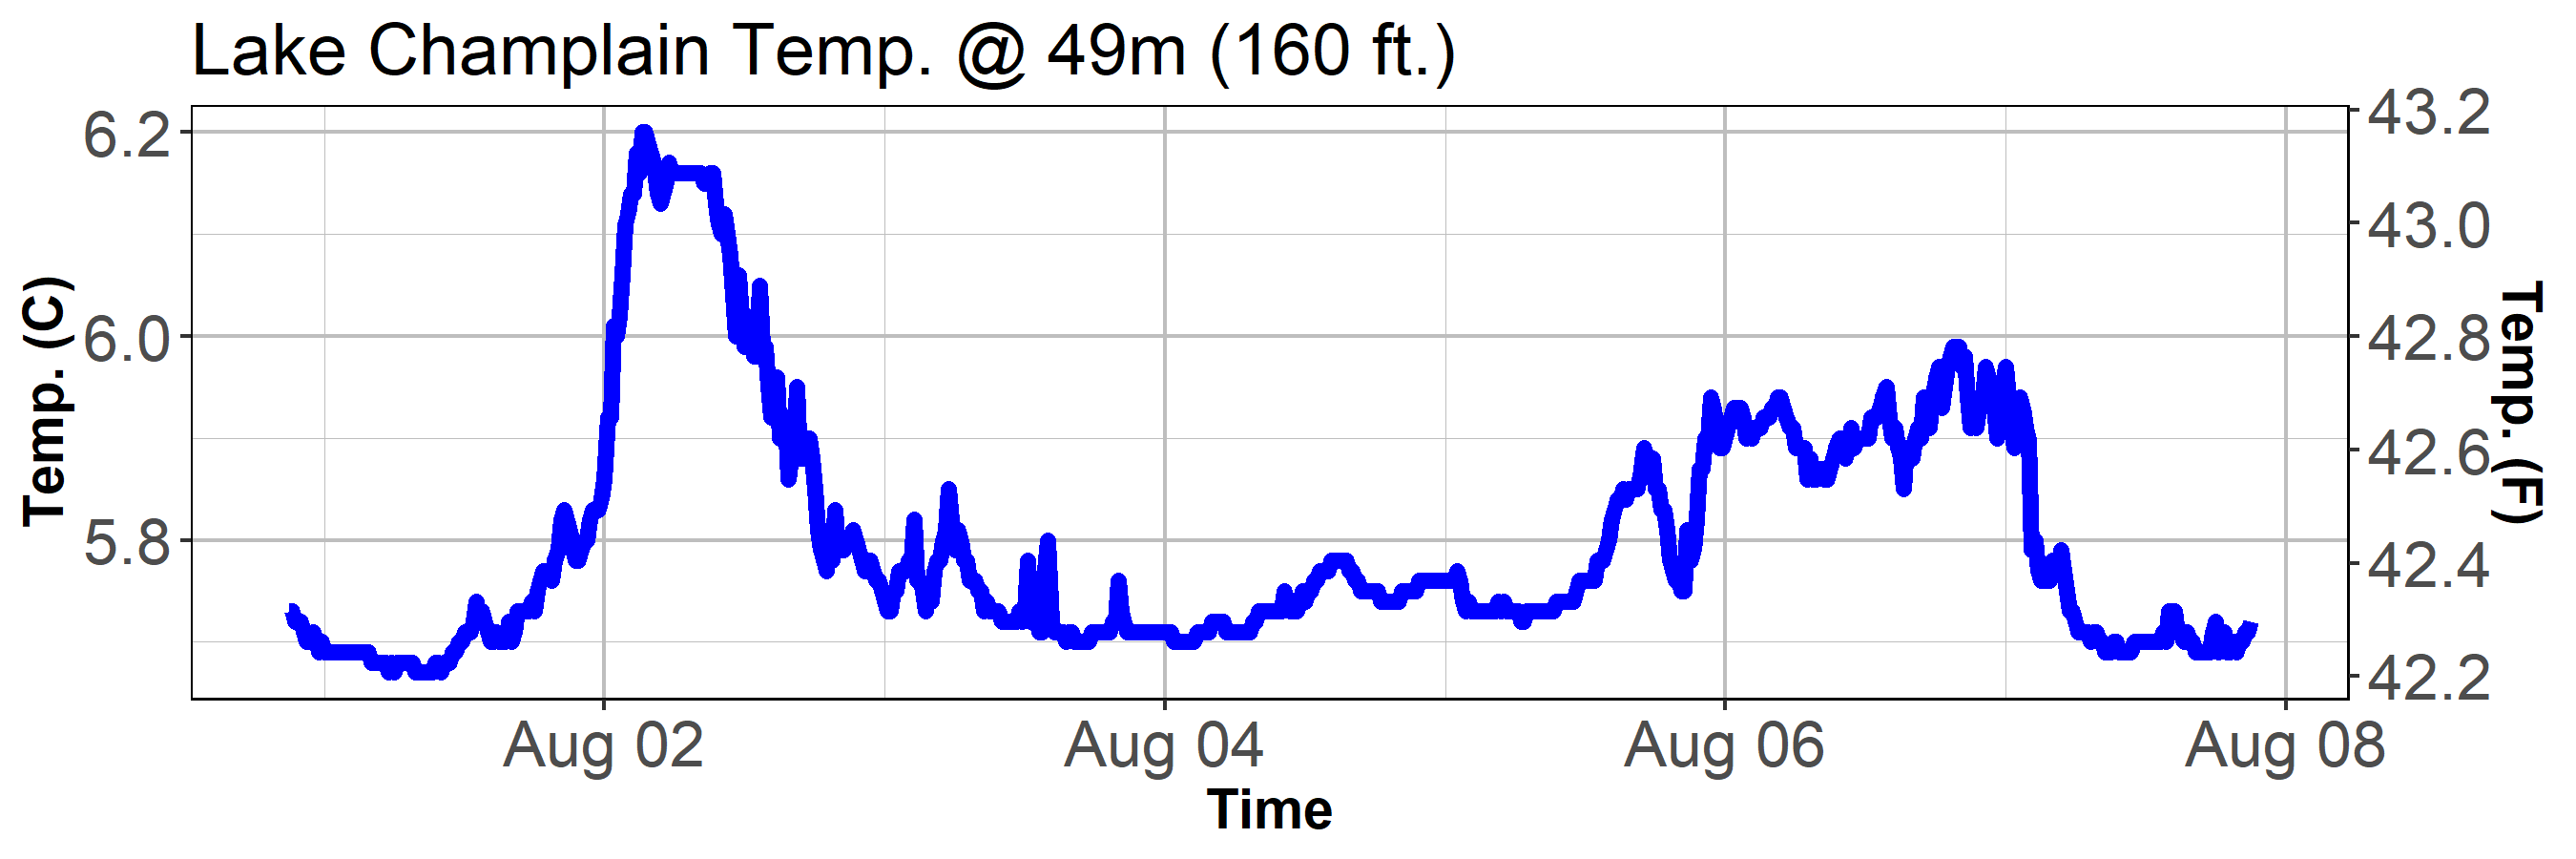 Lake Champlain Temp. @ 49m (160 ft.)
6.2
6.0
5.8
Temp. (C)
43.2
43.0
42.8
42.6
42.4
42.2
Temp. (F)
Aug 02
Aug 04
Aug 06
Aug 08
Time